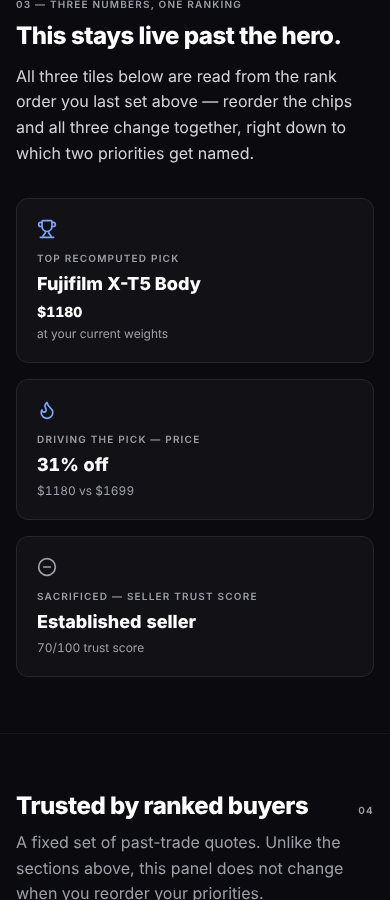 03 — THREE NUMBERS, ONE RANKING
This stays live past the hero.
All three tiles below are read from the rank
order you last set above — reorder the chips
and all three change together, right down to
which two priorities get named.
TOP RECOMPUTED PICK
Fujifilm X-T5 Body
$1180
at your current weights
DRIVING THE PICK — PRICE
31% off
$1180 vs $1699
SACRIFICED — SELLER TRUST SCORE
Established seller
70/100 trust score
Trusted by ranked buyers
04
A fixed set of past-trade quotes. Unlike the
sections above, this panel does not change
when you reorder your priorities.